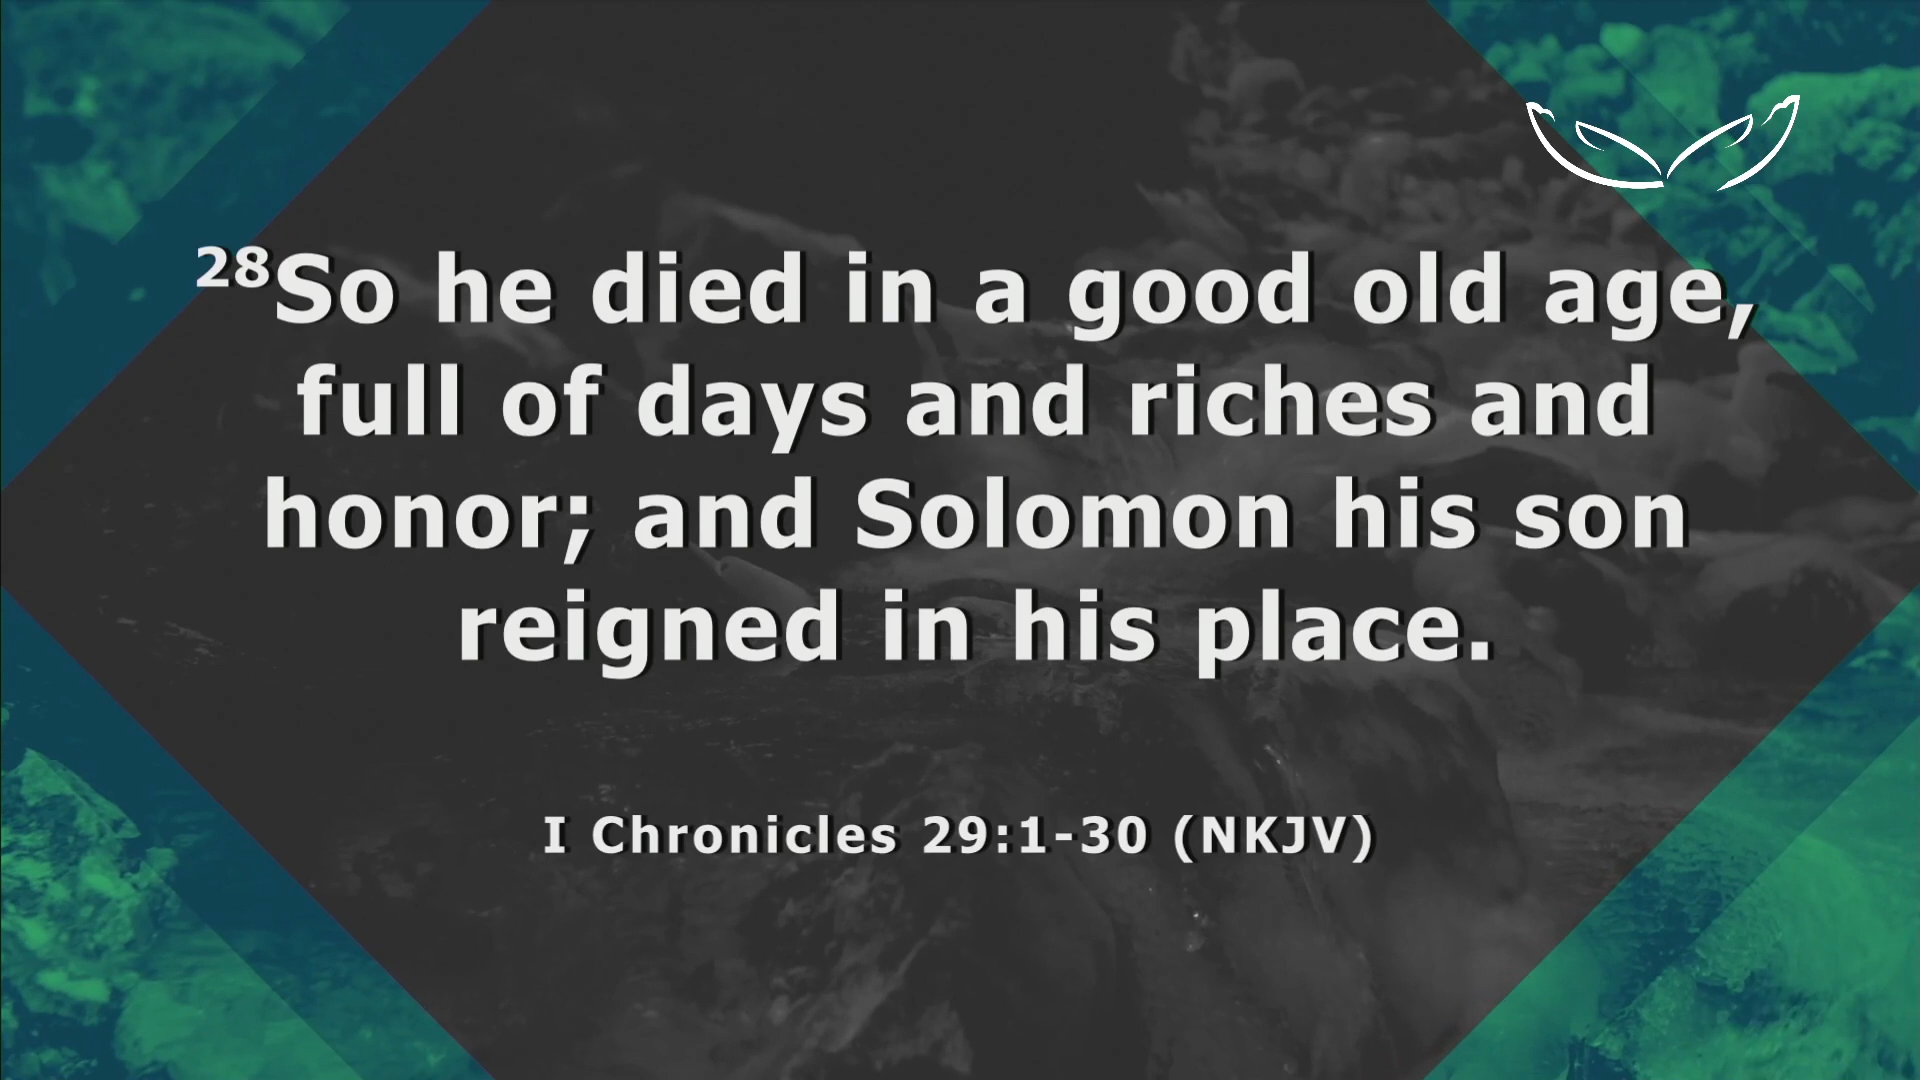 28So he died in a good old age,
full of days and riches and
honor; and Solomon his son
reigned in his place.
I Chronicles 29:1-30 (NKJV)